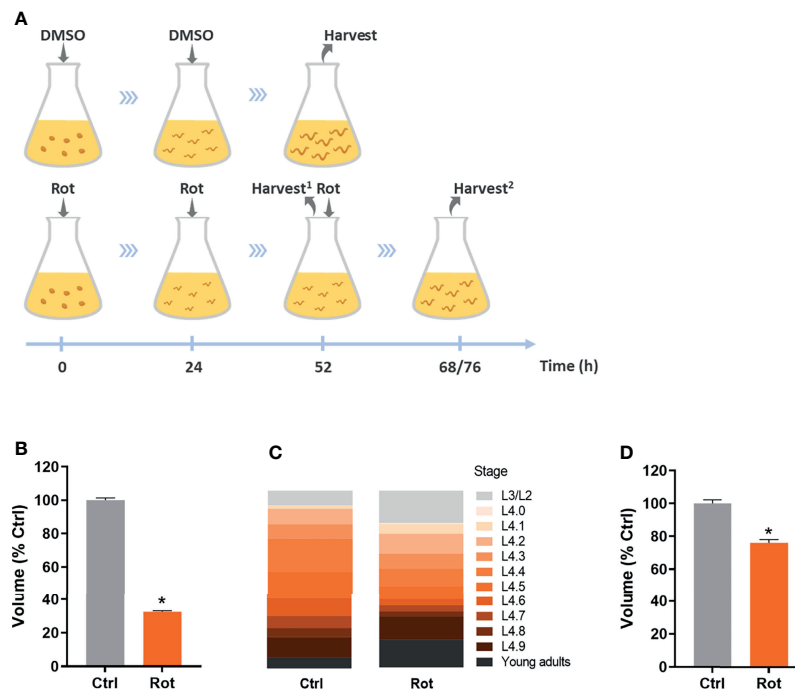 A
DMSO DMSO Harvest
Rot Rot Harvest¹ Rot Harvest²
0 24 52 68/76 Time (h)
B
Volume (% Ctrl)
120
100
80
60
40
20
0
*
Ctrl Rot
C
Stage
L3/L2
L4.0
L4.1
L4.2
L4.3
L4.4
L4.5
L4.6
L4.7
L4.8
L4.9
Young adults
Ctrl Rot
D
Volume (% Ctrl)
120
100
80
60
40
20
0
*
Ctrl Rot